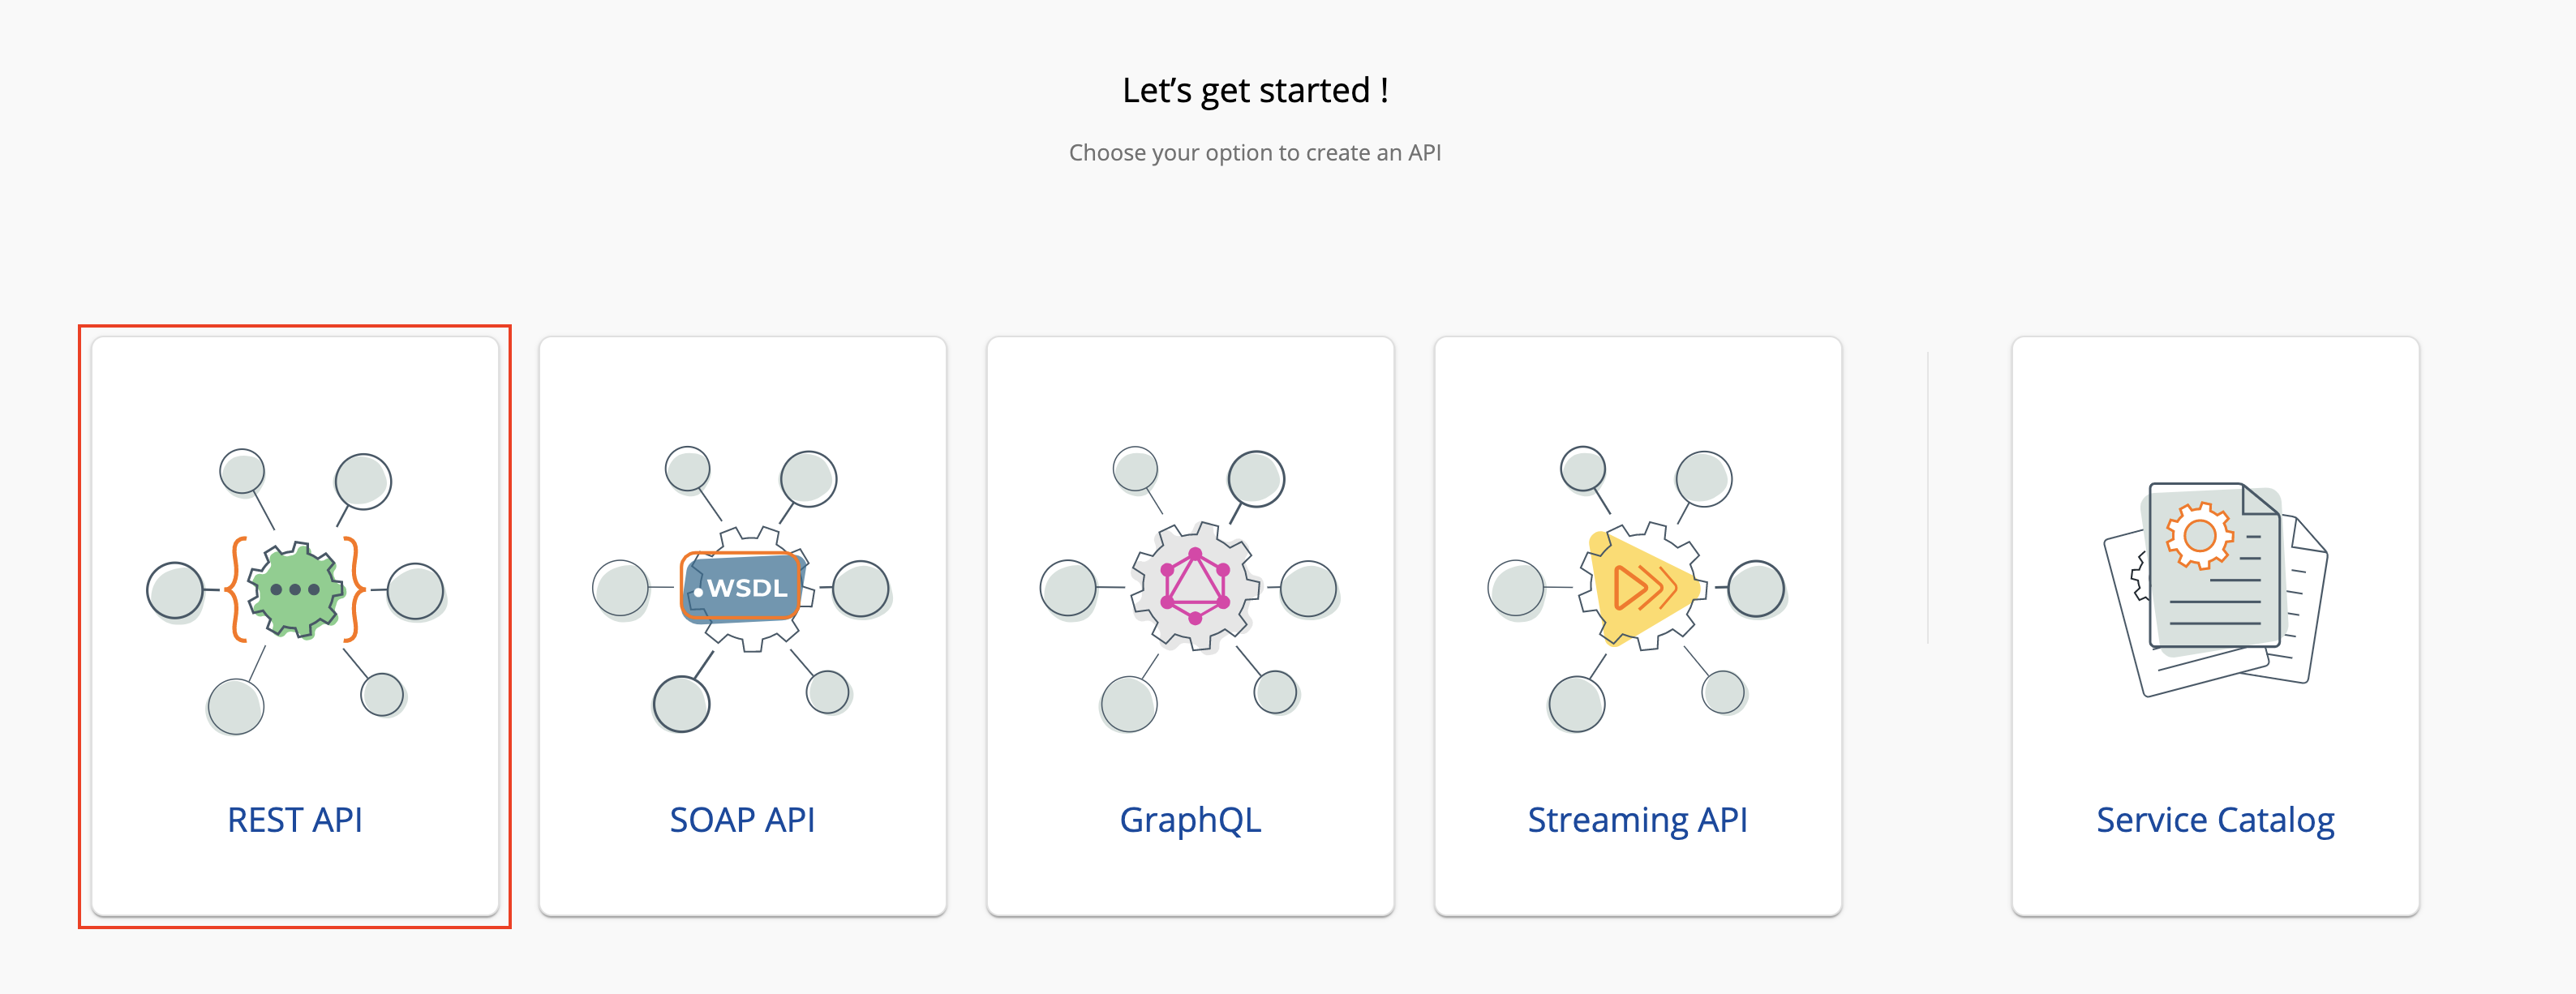 Let’s get started !
Choose your option to create an API
.WSDL
REST API
SOAP API
GraphQL
Streaming API
Service Catalog